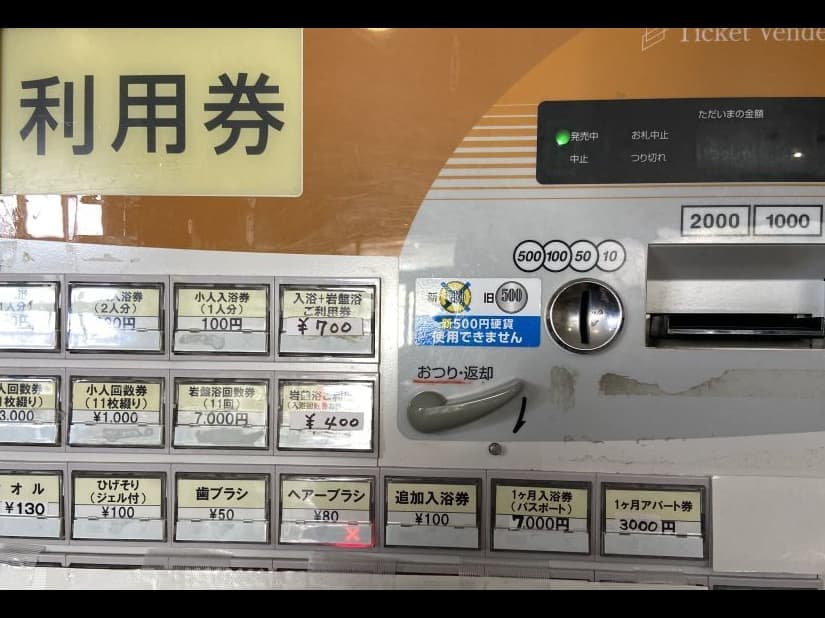 利用券
Ticket Vende
ただいまの金額
発売中 お札中止
中止 つり切れ
2000 1000
500 100 50 10
旧 500
新500円硬貨
使用できません
おつり・返却
入浴券
(2人分)
小人入浴券
(1人分)
100円
入浴+岩盤浴
ご利用券
¥700
人回数券
3.000
小人回数券
(11枚綴り)
¥1.000
岩盤浴回数券
(11回)
7.000円
¥400
オル
¥130
ひげそり
(ジェル付)
¥100
歯ブラシ
¥50
ヘアーブラシ
¥80
×
追加入浴券
¥100
1ヶ月入浴券
(パスポート)
7,000円
1ヶ月アパート券
3000円